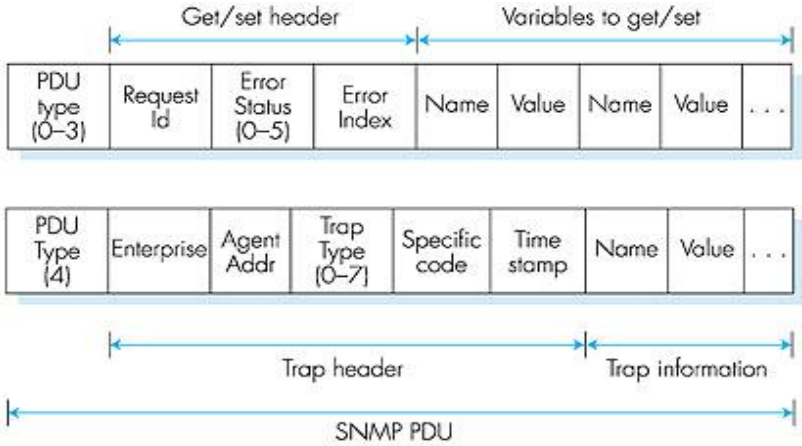 Get/set header
Variables to get/set
PDU type (0–3)
Request Id
Error Status (0–5)
Error Index
Name
Value
Name
Value
. . .
PDU Type (4)
Enterprise
Agent Addr
Trap Type (0–7)
Specific code
Time stamp
Name
Value
. . .
Trap header
Trap information
SNMP PDU